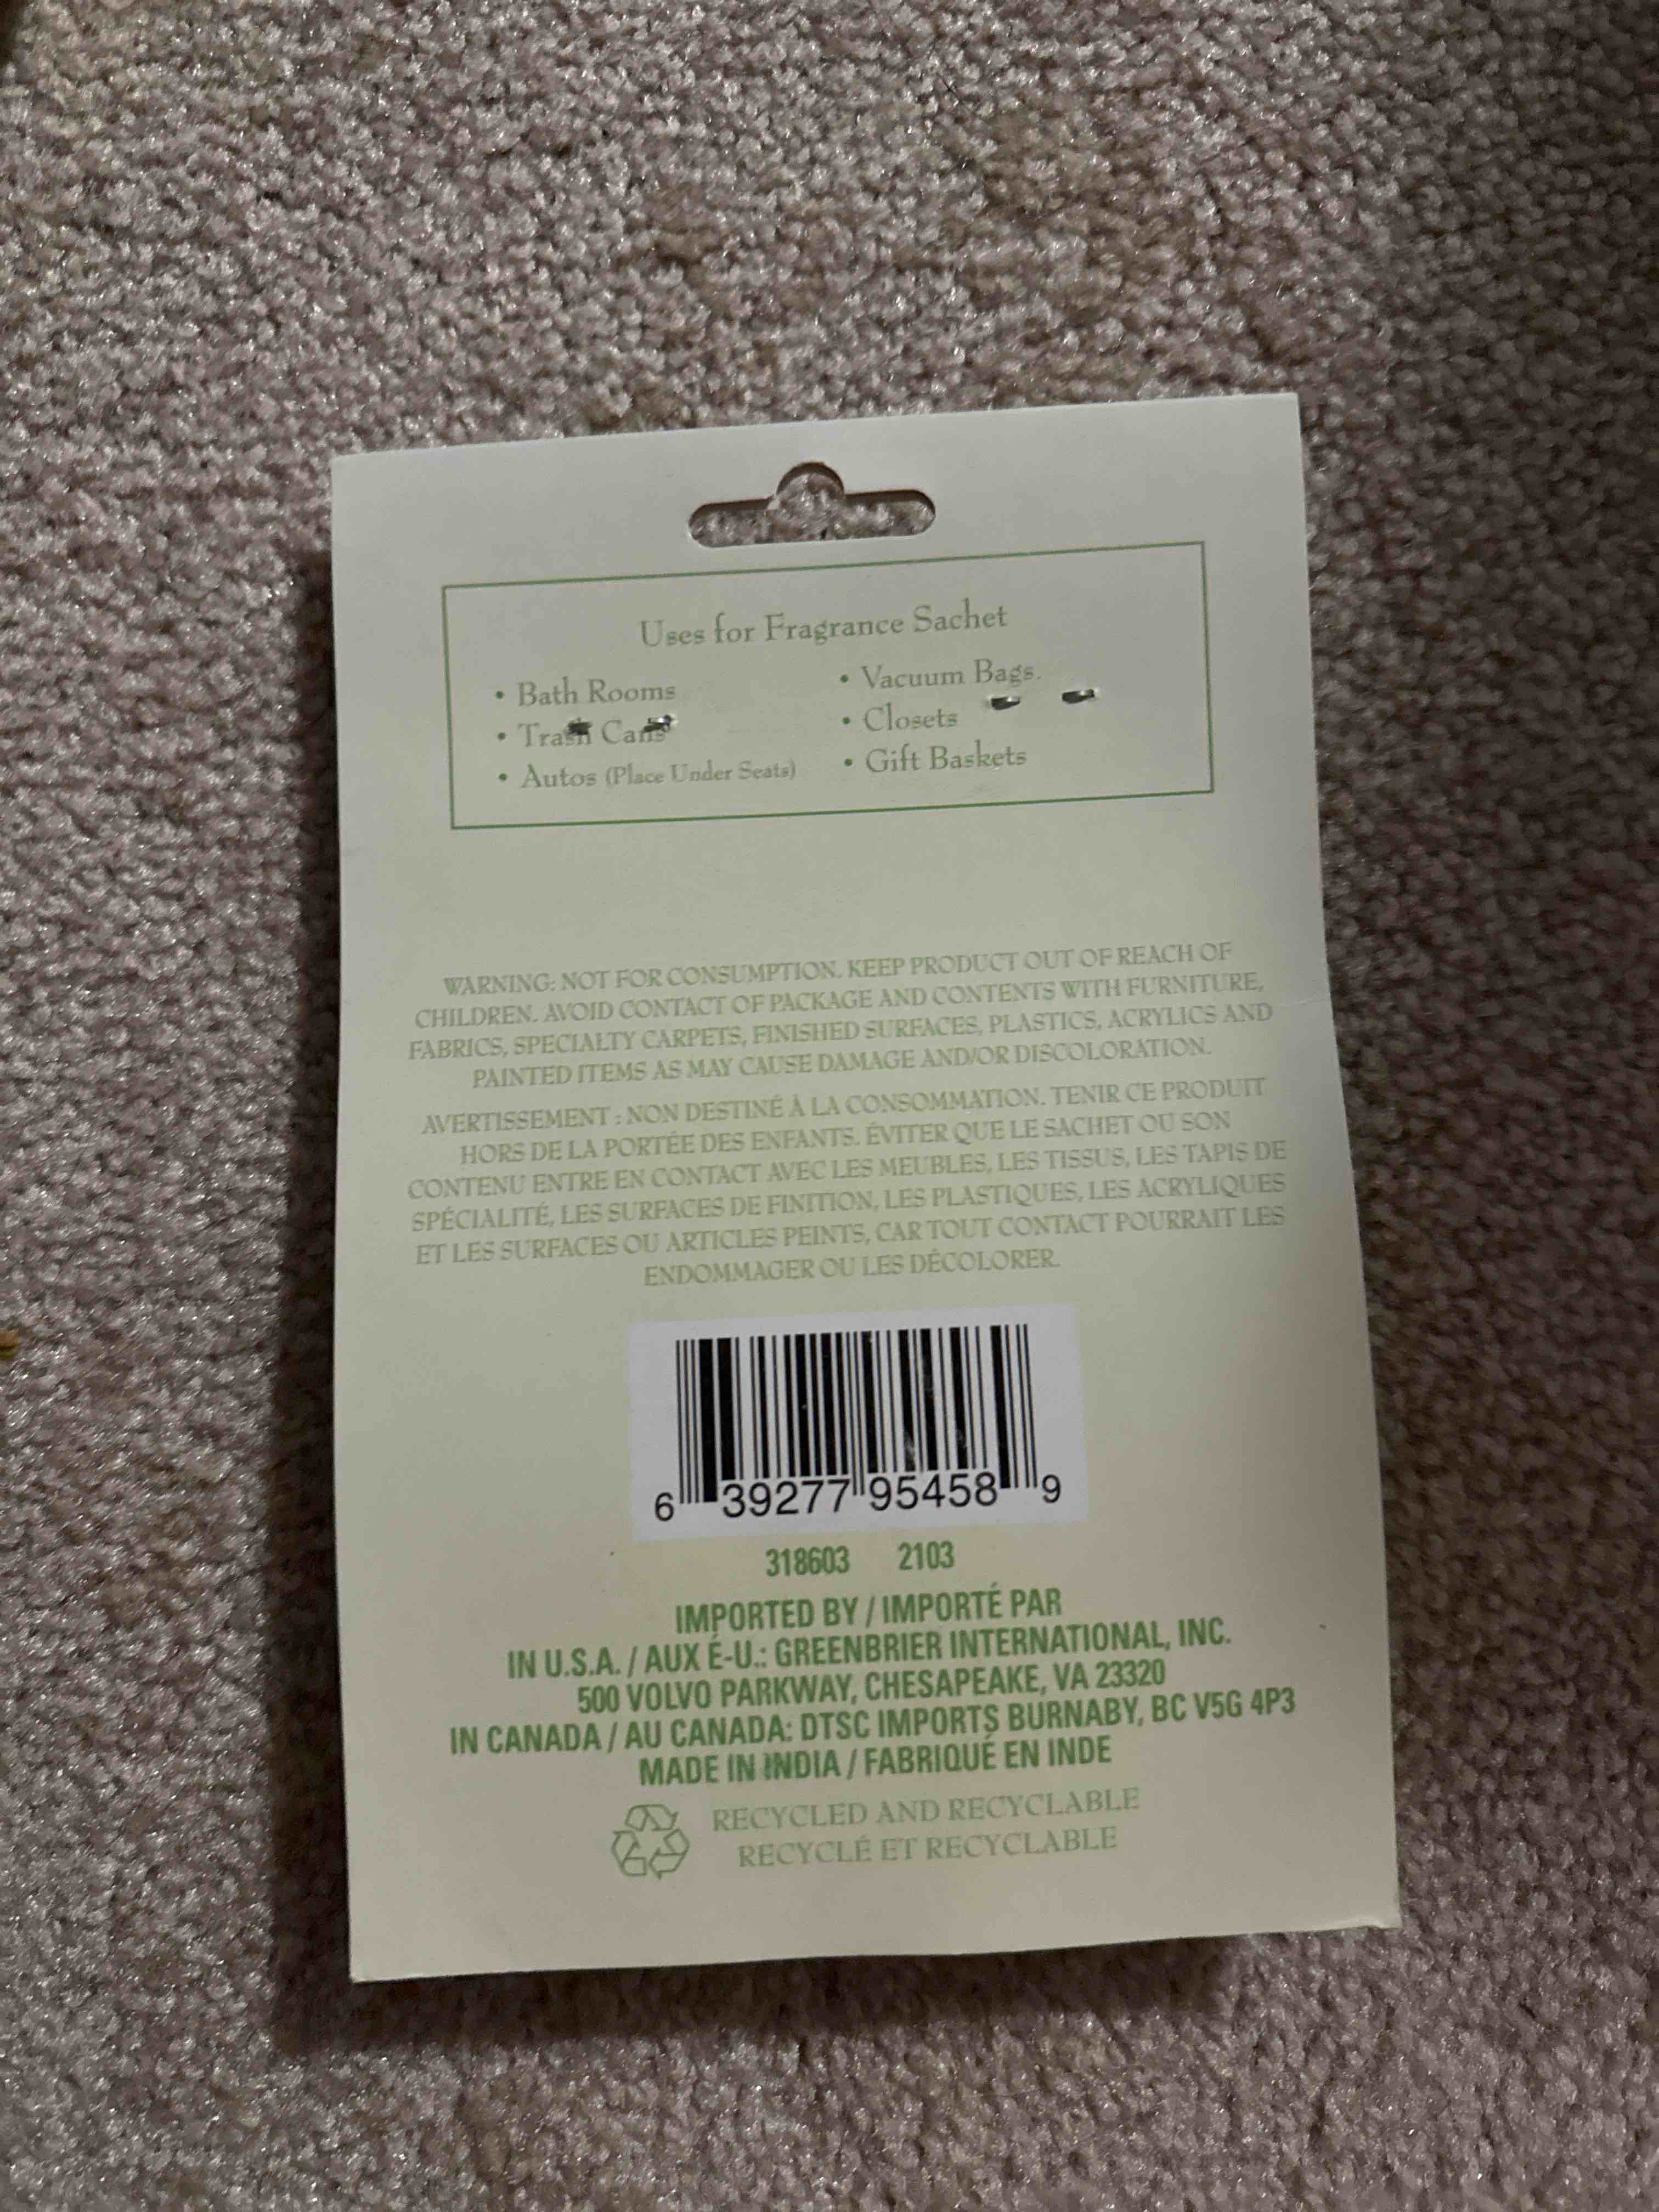 Uses for Fragrance Sachet
• Bath Rooms
• Trash Cans
• Autos (Place Under Seats)
• Vacuum Bags.
• Closets
• Gift Baskets
WARNING: NOT FOR CONSUMPTION. KEEP PRODUCT OUT OF REACH OF
CHILDREN. AVOID CONTACT OF PACKAGE AND CONTENTS WITH FURNITURE,
FABRICS, SPECIALTY CARPETS, FINISHED SURFACES, PLASTICS, ACRYLICS AND
PAINTED ITEMS AS MAY CAUSE DAMAGE AND/OR DISCOLORATION.
AVERTISSEMENT : NON DESTINÉ À LA CONSOMMATION. TENIR CE PRODUIT
HORS DE LA PORTÉE DES ENFANTS. ÉVITER QUE LE SACHET OU SON
CONTENU ENTRE EN CONTACT AVEC LES MEUBLES, LES TISSUS, LES TAPIS DE
SPÉCIALITÉ, LES SURFACES DE FINITION, LES PLASTIQUES, LES ACRYLIQUES
ET LES SURFACES OU ARTICLES PEINTS, CAR TOUT CONTACT POURRAIT LES
ENDOMMAGER OU LES DÉCOLORER.
6 39277 95458 9
318603 2103
IMPORTED BY / IMPORTÉ PAR
IN U.S.A. / AUX É-U.: GREENBRIER INTERNATIONAL, INC.
500 VOLVO PARKWAY, CHESAPEAKE, VA 23320
IN CANADA / AU CANADA: DTSC IMPORTS BURNABY, BC V5G 4P3
MADE IN INDIA / FABRIQUÉ EN INDE
RECYCLED AND RECYCLABLE
RECYCLÉ ET RECYCLABLE